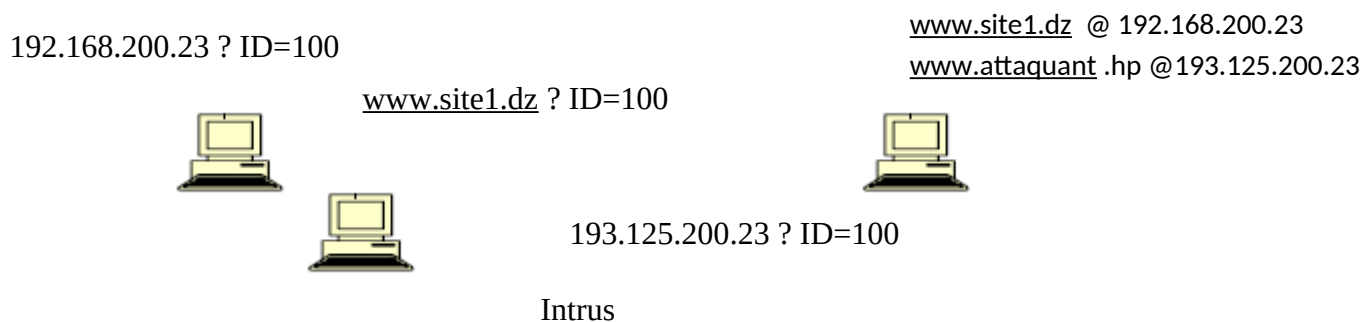 192.168.200.23 ? ID=100
www.site1.dz @ 192.168.200.23
www.attaquant .hp @193.125.200.23
www.site1.dz ? ID=100
193.125.200.23 ? ID=100
Intrus